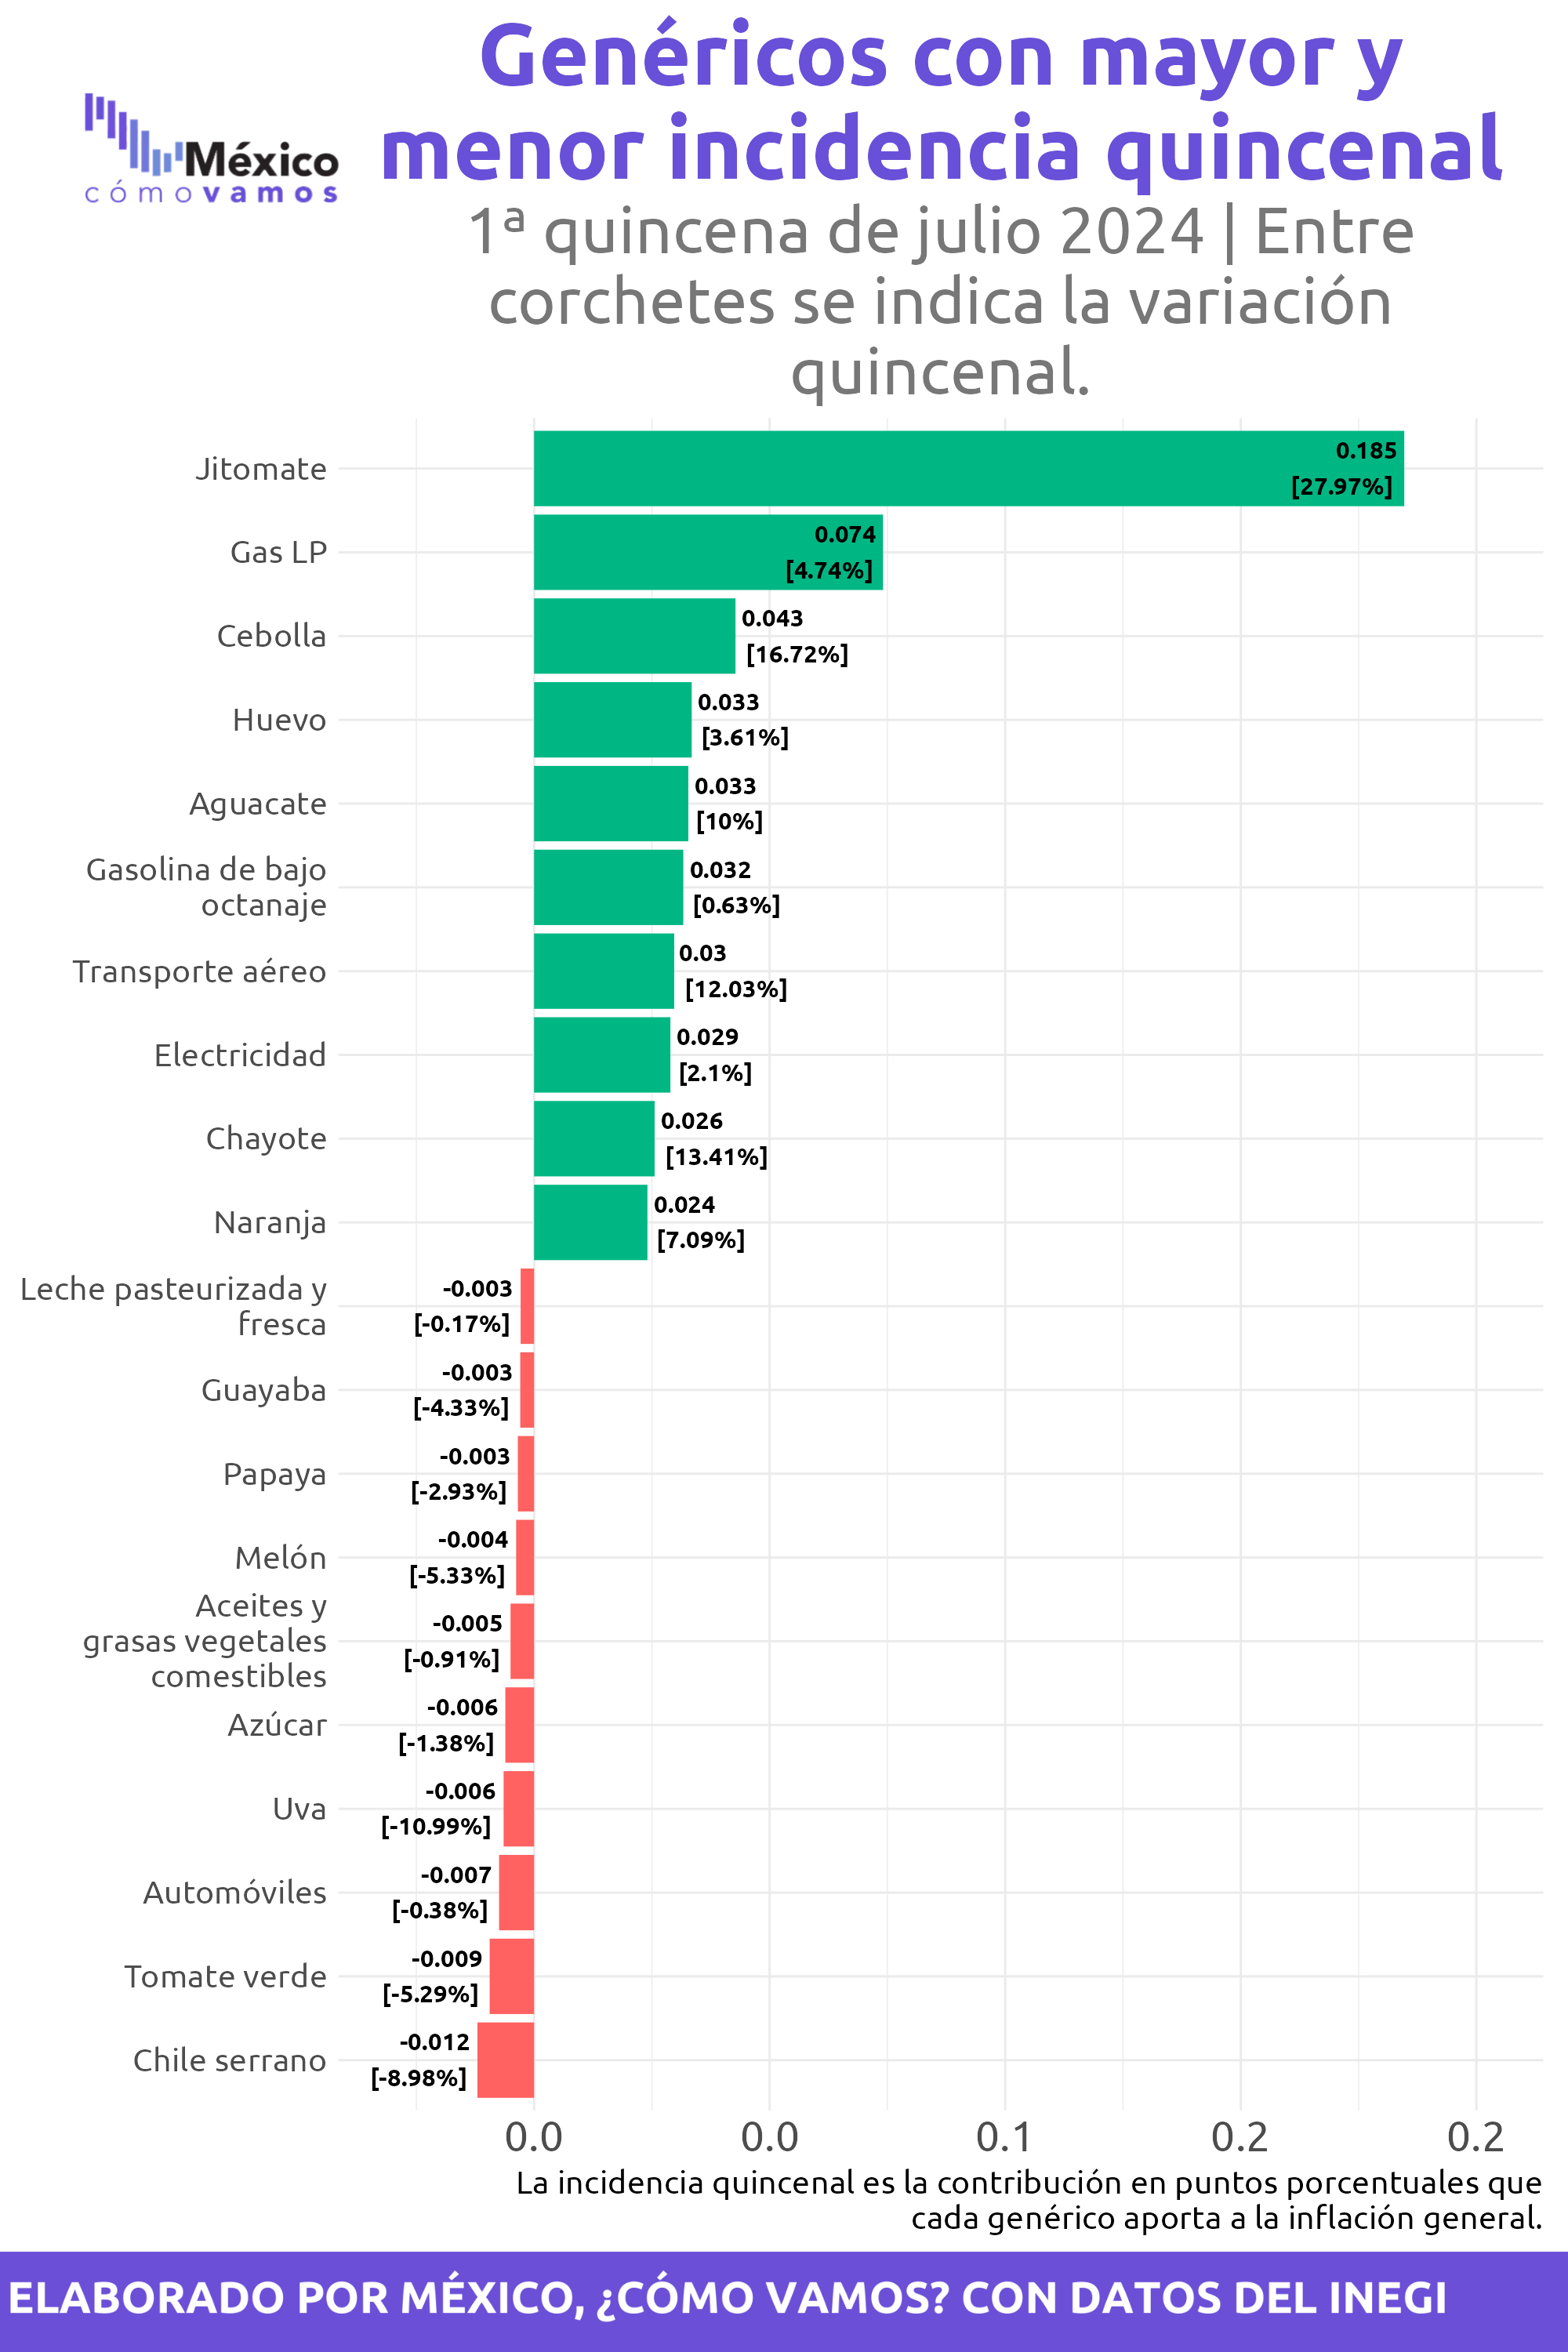 Genéricos con mayor y
menor incidencia quincenal
México
cómovamos
1ª quincena de julio 2024 | Entre
corchetes se indica la variación
quincenal.
Jitomate
0.185
[27.97%]
Gas LP
0.074
[4.74%]
Cebolla
0.043
[16.72%]
Huevo
0.033
[3.61%]
Aguacate
0.033
[10%]
Gasolina de bajo
octanaje
0.032
[0.63%]
Transporte aéreo
0.03
[12.03%]
Electricidad
0.029
[2.1%]
Chayote
0.026
[13.41%]
Naranja
0.024
[7.09%]
Leche pasteurizada y
fresca
-0.003
[-0.17%]
Guayaba
-0.003
[-4.33%]
Papaya
-0.003
[-2.93%]
Melón
-0.004
[-5.33%]
Aceites y
grasas vegetales
comestibles
-0.005
[-0.91%]
Azúcar
-0.006
[-1.38%]
Uva
-0.006
[-10.99%]
Automóviles
-0.007
[-0.38%]
Tomate verde
-0.009
[-5.29%]
Chile serrano
-0.012
[-8.98%]
0.0 0.0 0.1 0.2 0.2
La incidencia quincenal es la contribución en puntos porcentuales que
cada genérico aporta a la inflación general.
ELABORADO POR MÉXICO, ¿CÓMO VAMOS? CON DATOS DEL INEGI